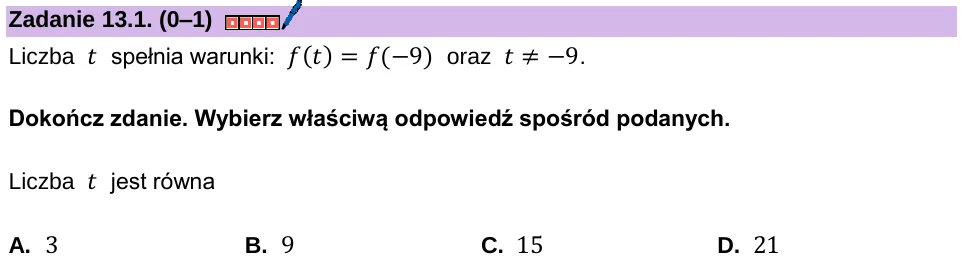 Zadanie 13.1. (0–1)
Liczba t spełnia warunki: f(t) = f(−9) oraz t ≠ −9.
Dokończ zdanie. Wybierz właściwą odpowiedź spośród podanych.
Liczba t jest równa
A. 3 B. 9 C. 15 D. 21